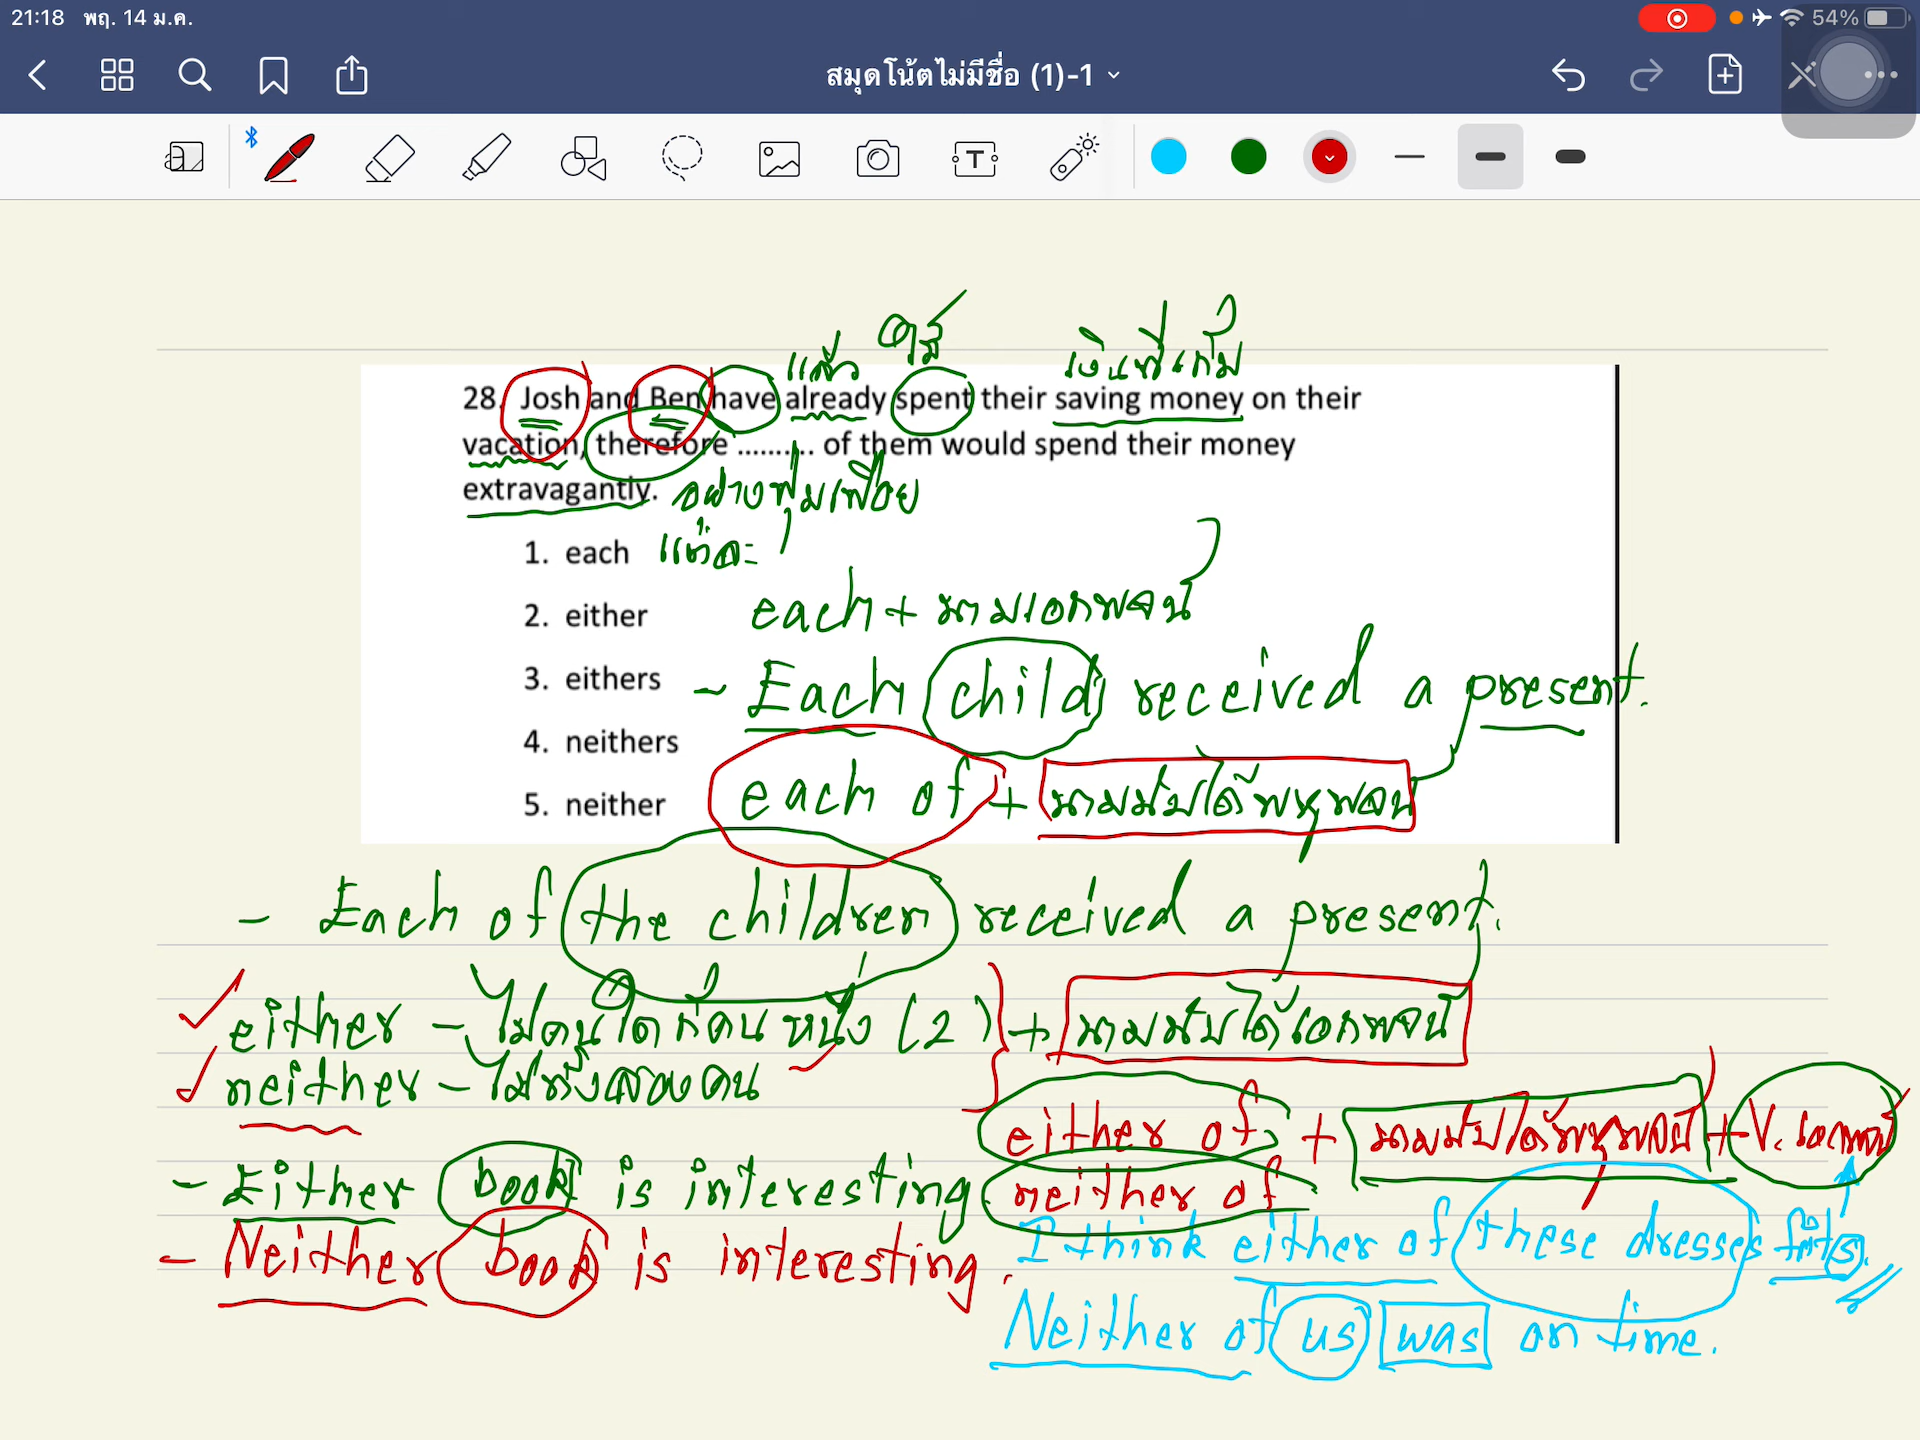 21:18 พฤ. 14 ม.ค.
54%
สมุดโน้ตไม่มีชื่อ (1)-1
แล้ว ใช้ เงินที่เก็บ
28. Josh and Ben have already spent their saving money on their
vacation, therefore .......... of them would spend their money
extravagantly. อย่างฟุ่มเฟือย
1. each แต่ละ
2. either each + นามเอกพจน์
3. eithers - Each child received a present.
4. neithers
5. neither each of + นามนับได้พหูพจน์
- Each of the children received a present.
either - ไม่คนใดก็คนหนึ่ง (2) + นามนับได้เอกพจน์
neither - ไม่ทั้งสองคน
either of + นามนับได้พหูพจน์ + V. เอกพจน์
- Either book is interesting. neither of
I think either of these dresses fits.
- Neither book is interesting.
Neither of us was on time.